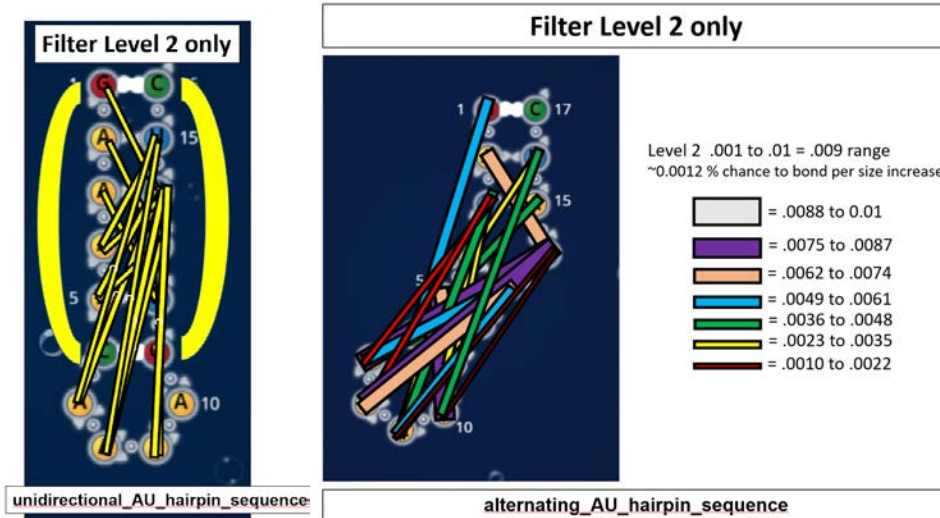 Filter Level 2 only
Filter Level 2 only
1
G
C
A
15
A
5
A
A
10
unidirectional_AU_hairpin_sequence
1
C
17
15
5
10
alternating_AU_hairpin_sequence
Level 2 .001 to .01 = .009 range
~0.0012 % chance to bond per size increase
= .0088 to 0.01
= .0075 to .0087
= .0062 to .0074
= .0049 to .0061
= .0036 to .0048
= .0023 to .0035
= .0010 to .0022